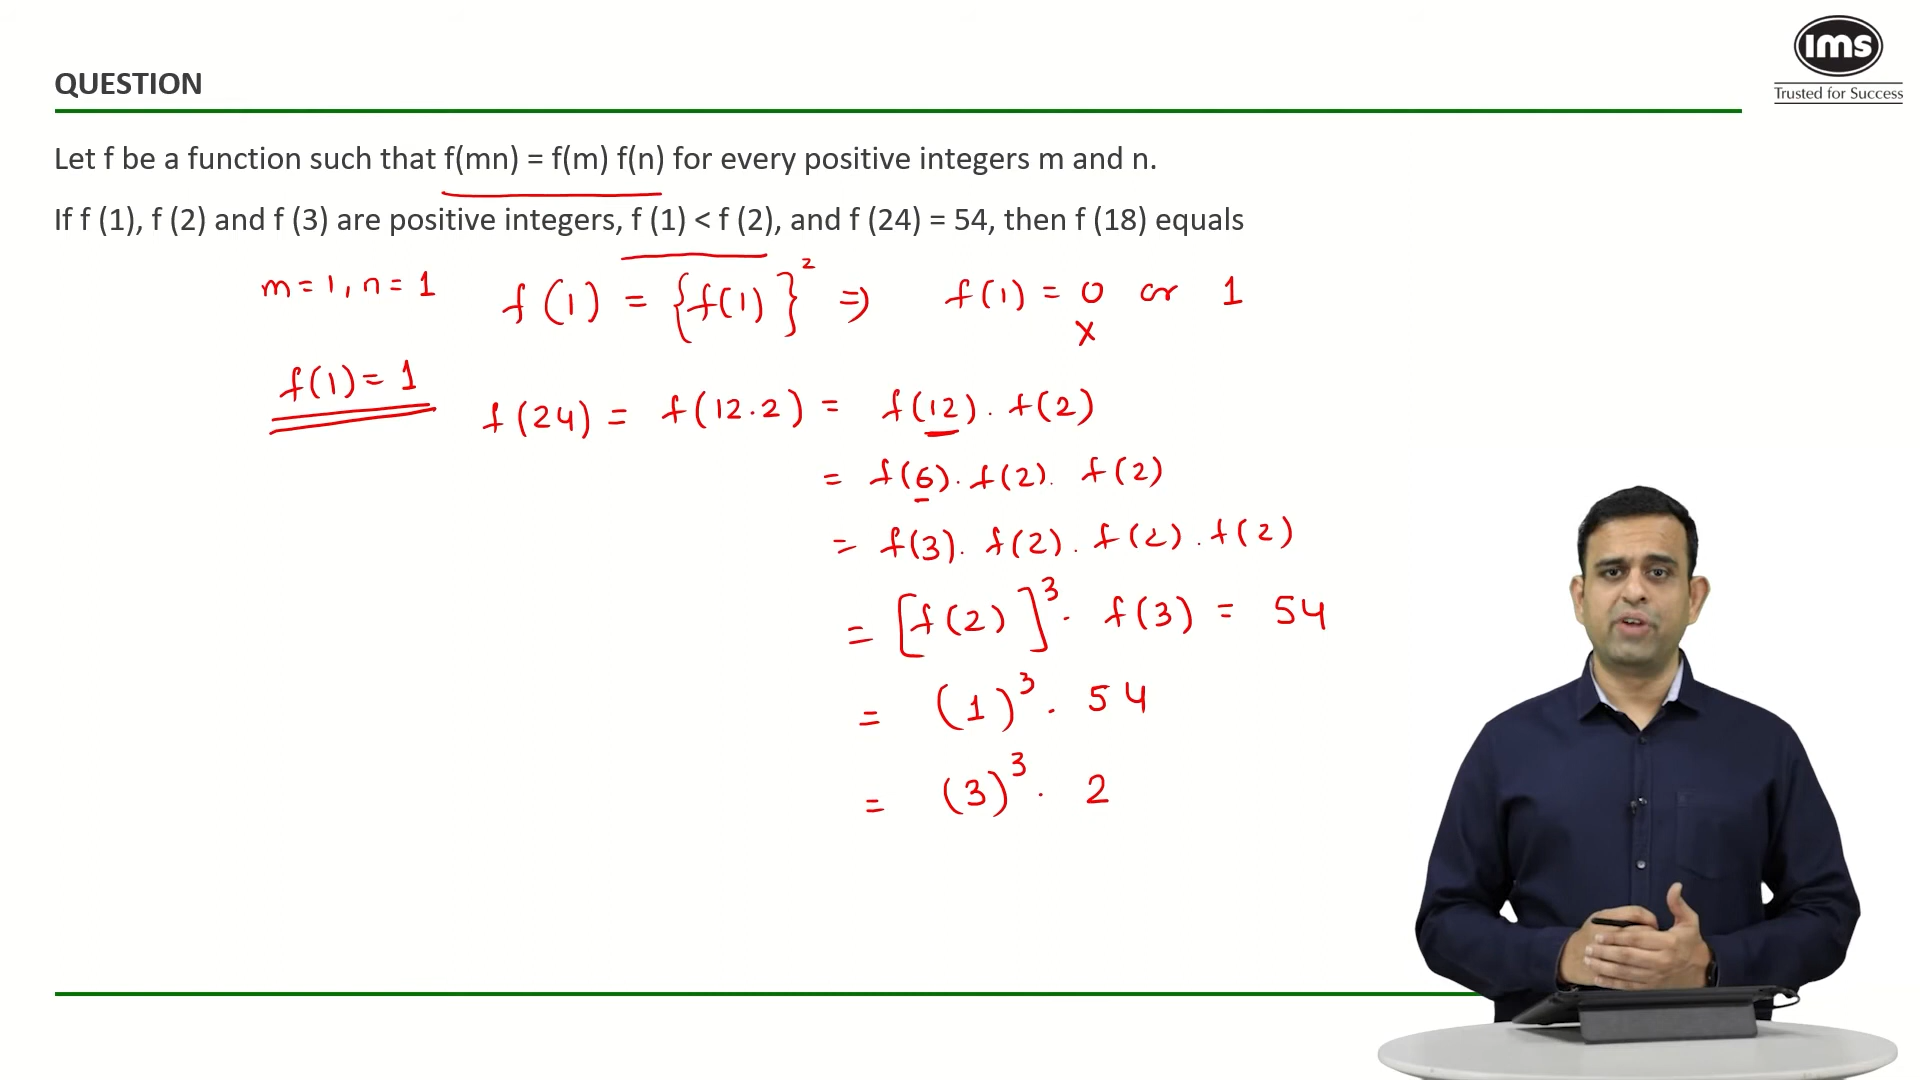 ims
Trusted for Success
QUESTION
Let f be a function such that f(mn) = f(m) f(n) for every positive integers m and n.
If f (1), f (2) and f (3) are positive integers, f (1) < f (2), and f (24) = 54, then f (18) equals
m = 1, n = 1 f(1) = {f(1)}² ⇒ f(1) = 0 or 1
X
f(1) = 1
f(24) = f(12.2) = f(12). f(2)
= f(6). f(2). f(2)
= f(3). f(2). f(2). f(2)
= [f(2)]³. f(3) = 54
= (1)³. 54
= (3)³. 2